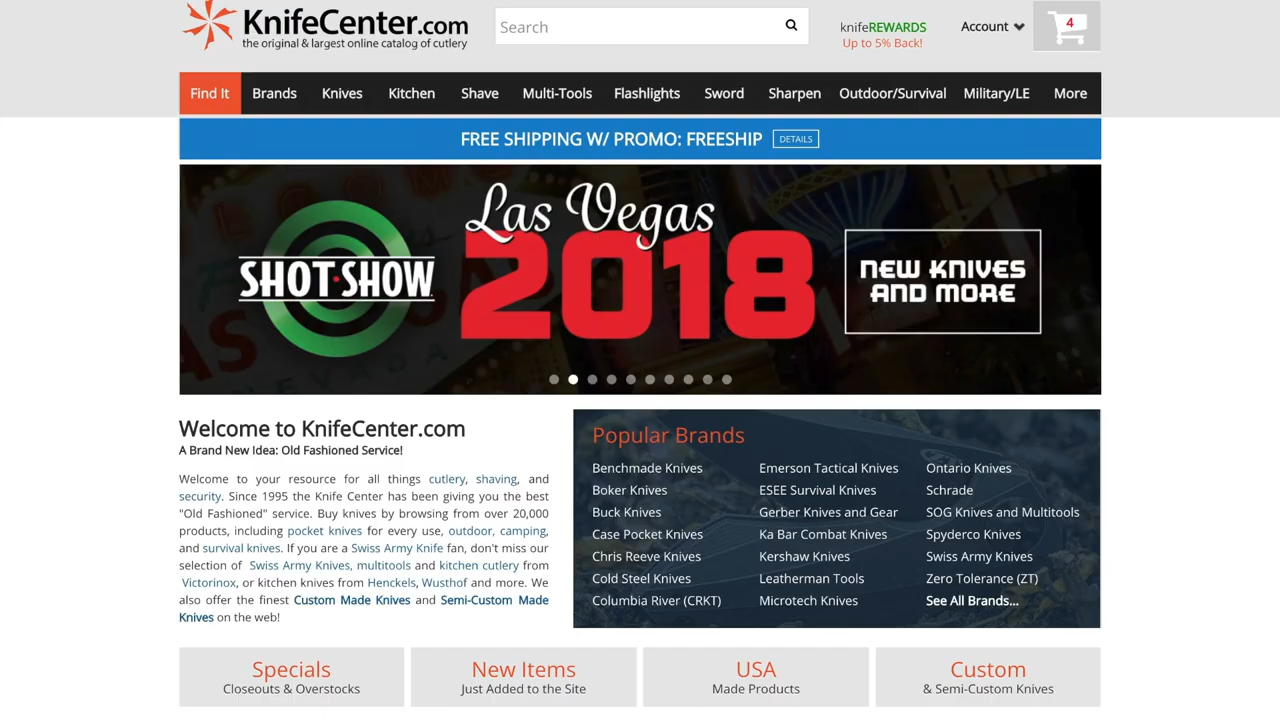 KnifeCenter.com
the original & largest online catalog of cutlery
Search
knifeREWARDS
Up to 5% Back!
Account
4
Find It Brands Knives Kitchen Shave Multi-Tools Flashlights Sword Sharpen Outdoor/Survival Military/LE More
FREE SHIPPING W/ PROMO: FREESHIP DETAILS
Las Vegas
2018
SHOT·SHOW
NEW KNIVES
AND MORE
Welcome to KnifeCenter.com
A Brand New Idea: Old Fashioned Service!
Welcome to your resource for all things cutlery, shaving, and
security. Since 1995 the Knife Center has been giving you the best
"Old Fashioned" service. Buy knives by browsing from over 20,000
products, including pocket knives for every use, outdoor, camping,
and survival knives. If you are a Swiss Army Knife fan, don't miss our
selection of Swiss Army Knives, multitools and kitchen cutlery from
Victorinox, or kitchen knives from Henckels, Wusthof and more. We
also offer the finest Custom Made Knives and Semi-Custom Made
Knives on the web!
Popular Brands
Benchmade Knives
Boker Knives
Buck Knives
Case Pocket Knives
Chris Reeve Knives
Cold Steel Knives
Columbia River (CRKT)
Emerson Tactical Knives
ESEE Survival Knives
Gerber Knives and Gear
Ka Bar Combat Knives
Kershaw Knives
Leatherman Tools
Microtech Knives
Ontario Knives
Schrade
SOG Knives and Multitools
Spyderco Knives
Swiss Army Knives
Zero Tolerance (ZT)
See All Brands...
Specials
Closeouts & Overstocks
New Items
Just Added to the Site
USA
Made Products
Custom
& Semi-Custom Knives